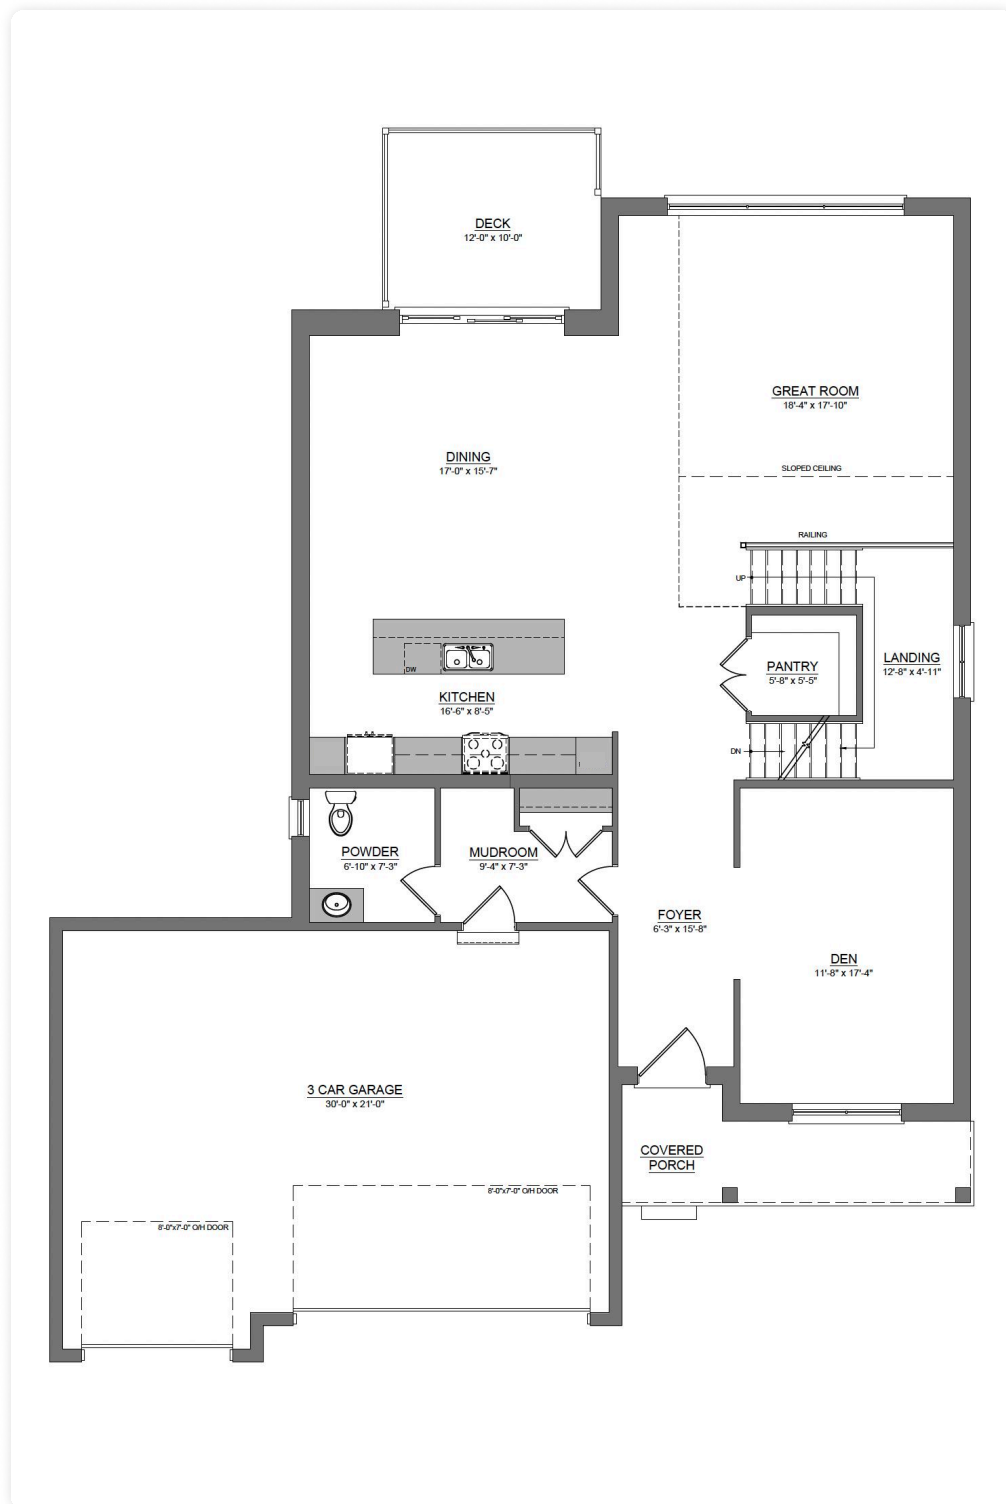 DECK
12'-0" x 10'-0"
GREAT ROOM
18'-4" x 17'-10"
DINING
17'-0" x 15'-7"
SLOPED CEILING
RAILING
UP
PANTRY
5'-8" x 5'-5"
LANDING
12'-8" x 4'-11"
DW
KITCHEN
16'-6" x 8'-5"
DN
POWDER
6'-10" x 7'-3"
MUDROOM
9'-4" x 7'-3"
FOYER
6'-3" x 15'-8"
DEN
11'-8" x 17'-4"
3 CAR GARAGE
30'-0" x 21'-0"
COVERED
PORCH
8'-0"x7'-0" O/H DOOR
8'-0"x7'-0" O/H DOOR